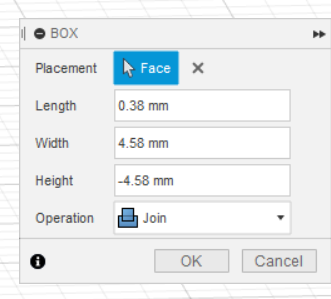 BOX
Placement Face
Length 0.38 mm
Width 4.58 mm
Height -4.58 mm
Operation Join
OK Cancel